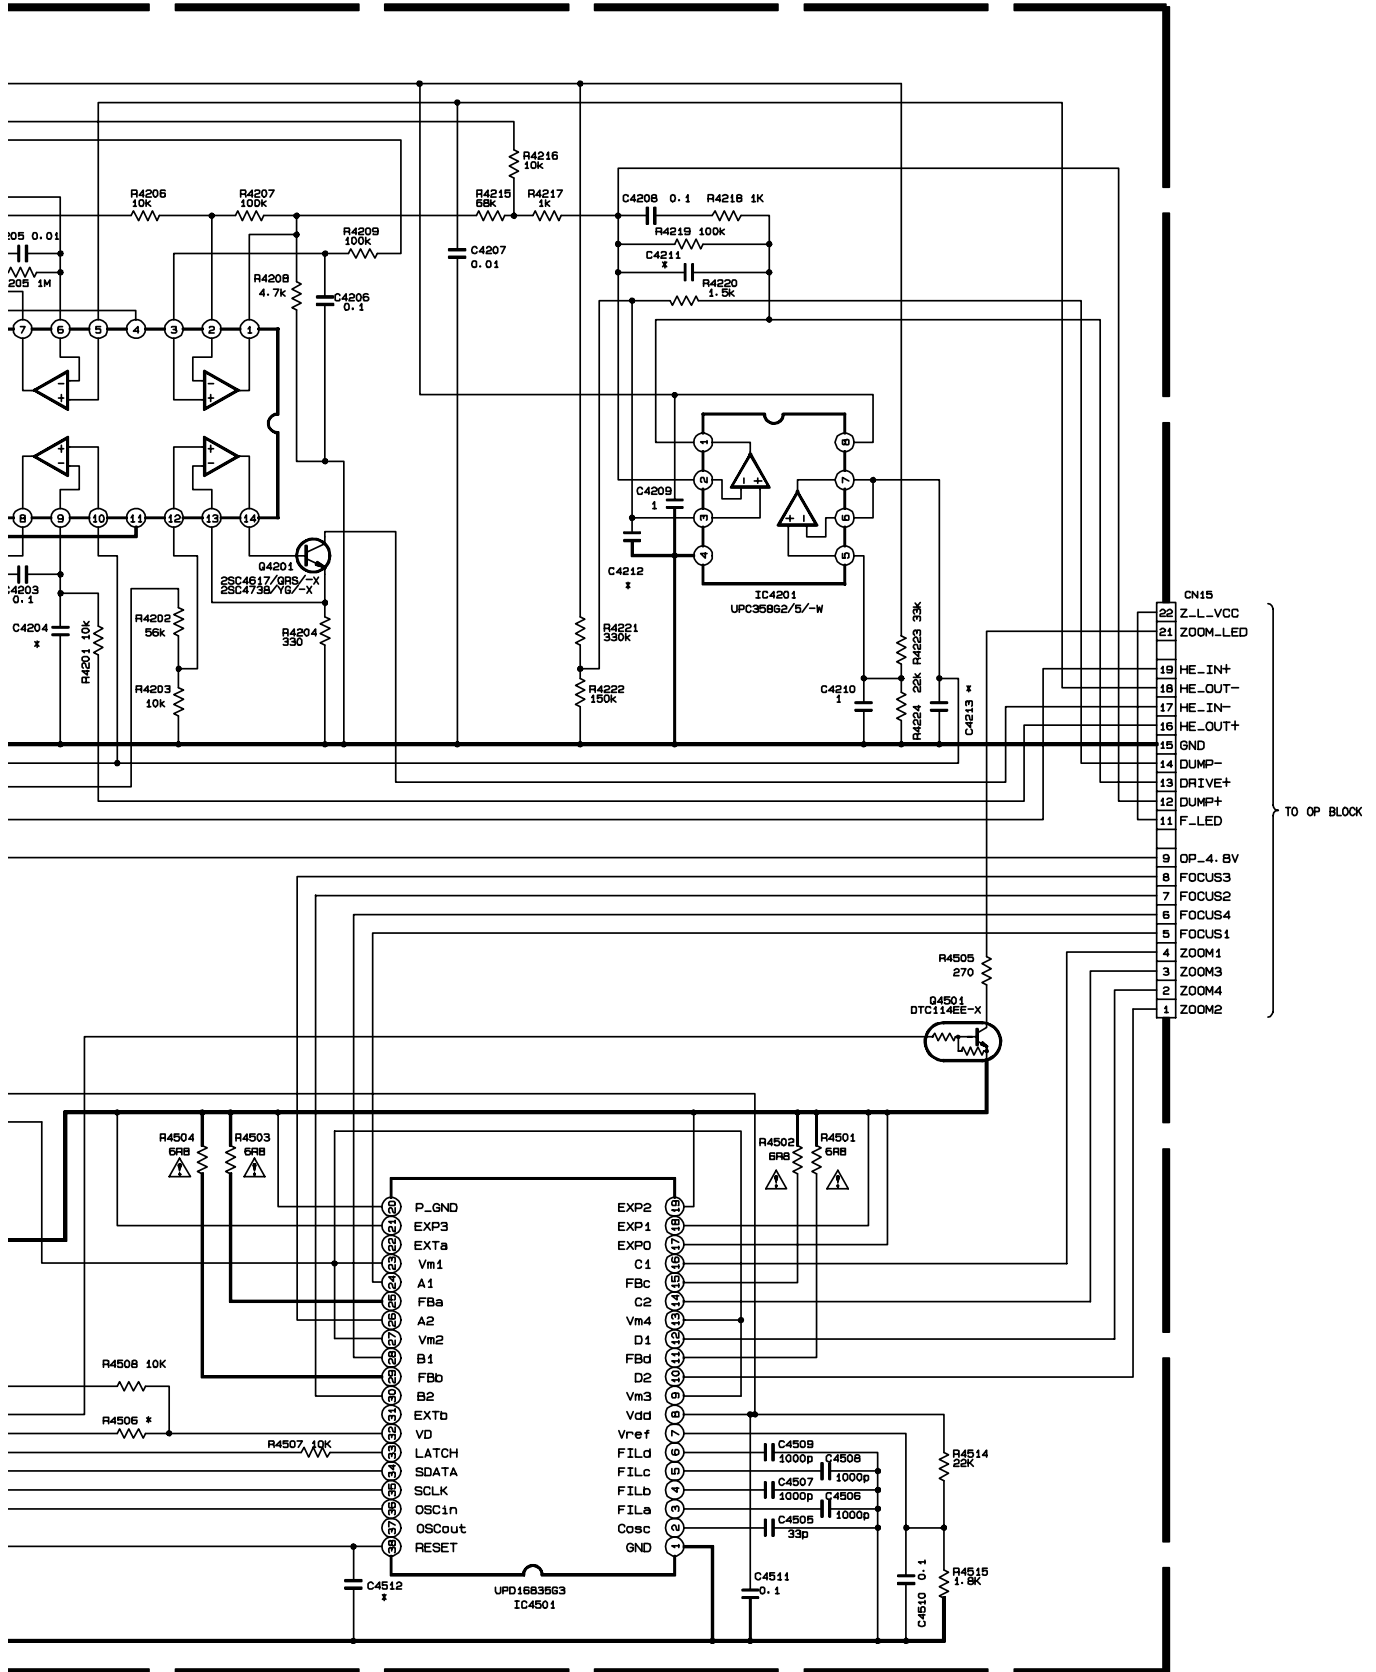 R4216
10k
R4206
10K
R4207
100K
R4215
68K
R4217
1k
C4208 0.1 R4218 1K
R4219 100k
C4211
*
R4220
1.5k
205 0.01
205 1M
R4209
100k
R4208
4.7k
C4206
0.1
C4207
0.01
7 6 5 4 3 2 1
- + - +
+ - + -
8 9 10 11 12 13 14
Q4201
2SC4617/QRS/-X
2SC4738/YG/-X
C4203
0.1
C4204
*
R4201 10k
R4202
56k
R4203
10k
R4204
330
R4221
330k
R4222
150k
C4209
1
C4212
*
1 2 3 4
8 7 6 5
- +
+ -
IC4201
UPC358G2/5/-W
C4210
1
R4223 33K
R4224 22k
C4213 *
CN15
22 Z_L_VCC
21 ZOOM_LED
19 HE_IN+
18 HE_OUT-
17 HE_IN-
16 HE_OUT+
15 GND
14 DUMP-
13 DRIVE+
12 DUMP+
11 F_LED
9 OP_4.8V
8 FOCUS3
7 FOCUS2
6 FOCUS4
5 FOCUS1
4 ZOOM1
3 ZOOM3
2 ZOOM4
1 ZOOM2
TO OP BLOCK
R4505
270
Q4501
DTC114EE-X
R4504
6R8
!
R4503
6R8
!
R4502
6R8
!
R4501
6R8
!
20 P_GND EXP2 19
21 EXP3 EXP1 18
22 EXTa EXP0 17
23 Vm1 C1 16
24 A1 FBc 15
25 FBa C2 14
26 A2 Vm4 13
27 Vm2 D1 12
28 B1 FBd 11
29 FBb D2 10
30 B2 Vm3 9
31 EXTb Vdd 8
32 VD Vref 7
33 LATCH FILd 6
34 SDATA FILc 5
35 SCLK FILb 4
36 OSCin FILa 3
37 OSCout Cosc 2
38 RESET GND 1
R4508 10K
R4506 *
R4507 10K
C4509
1000p
C4508
1000p
C4507
1000p
C4506
1000p
C4505
33p
R4514
22K
R4515
1.8K
C4510 0.1
C4511
0.1
C4512
*
UPD16835G3
IC4501